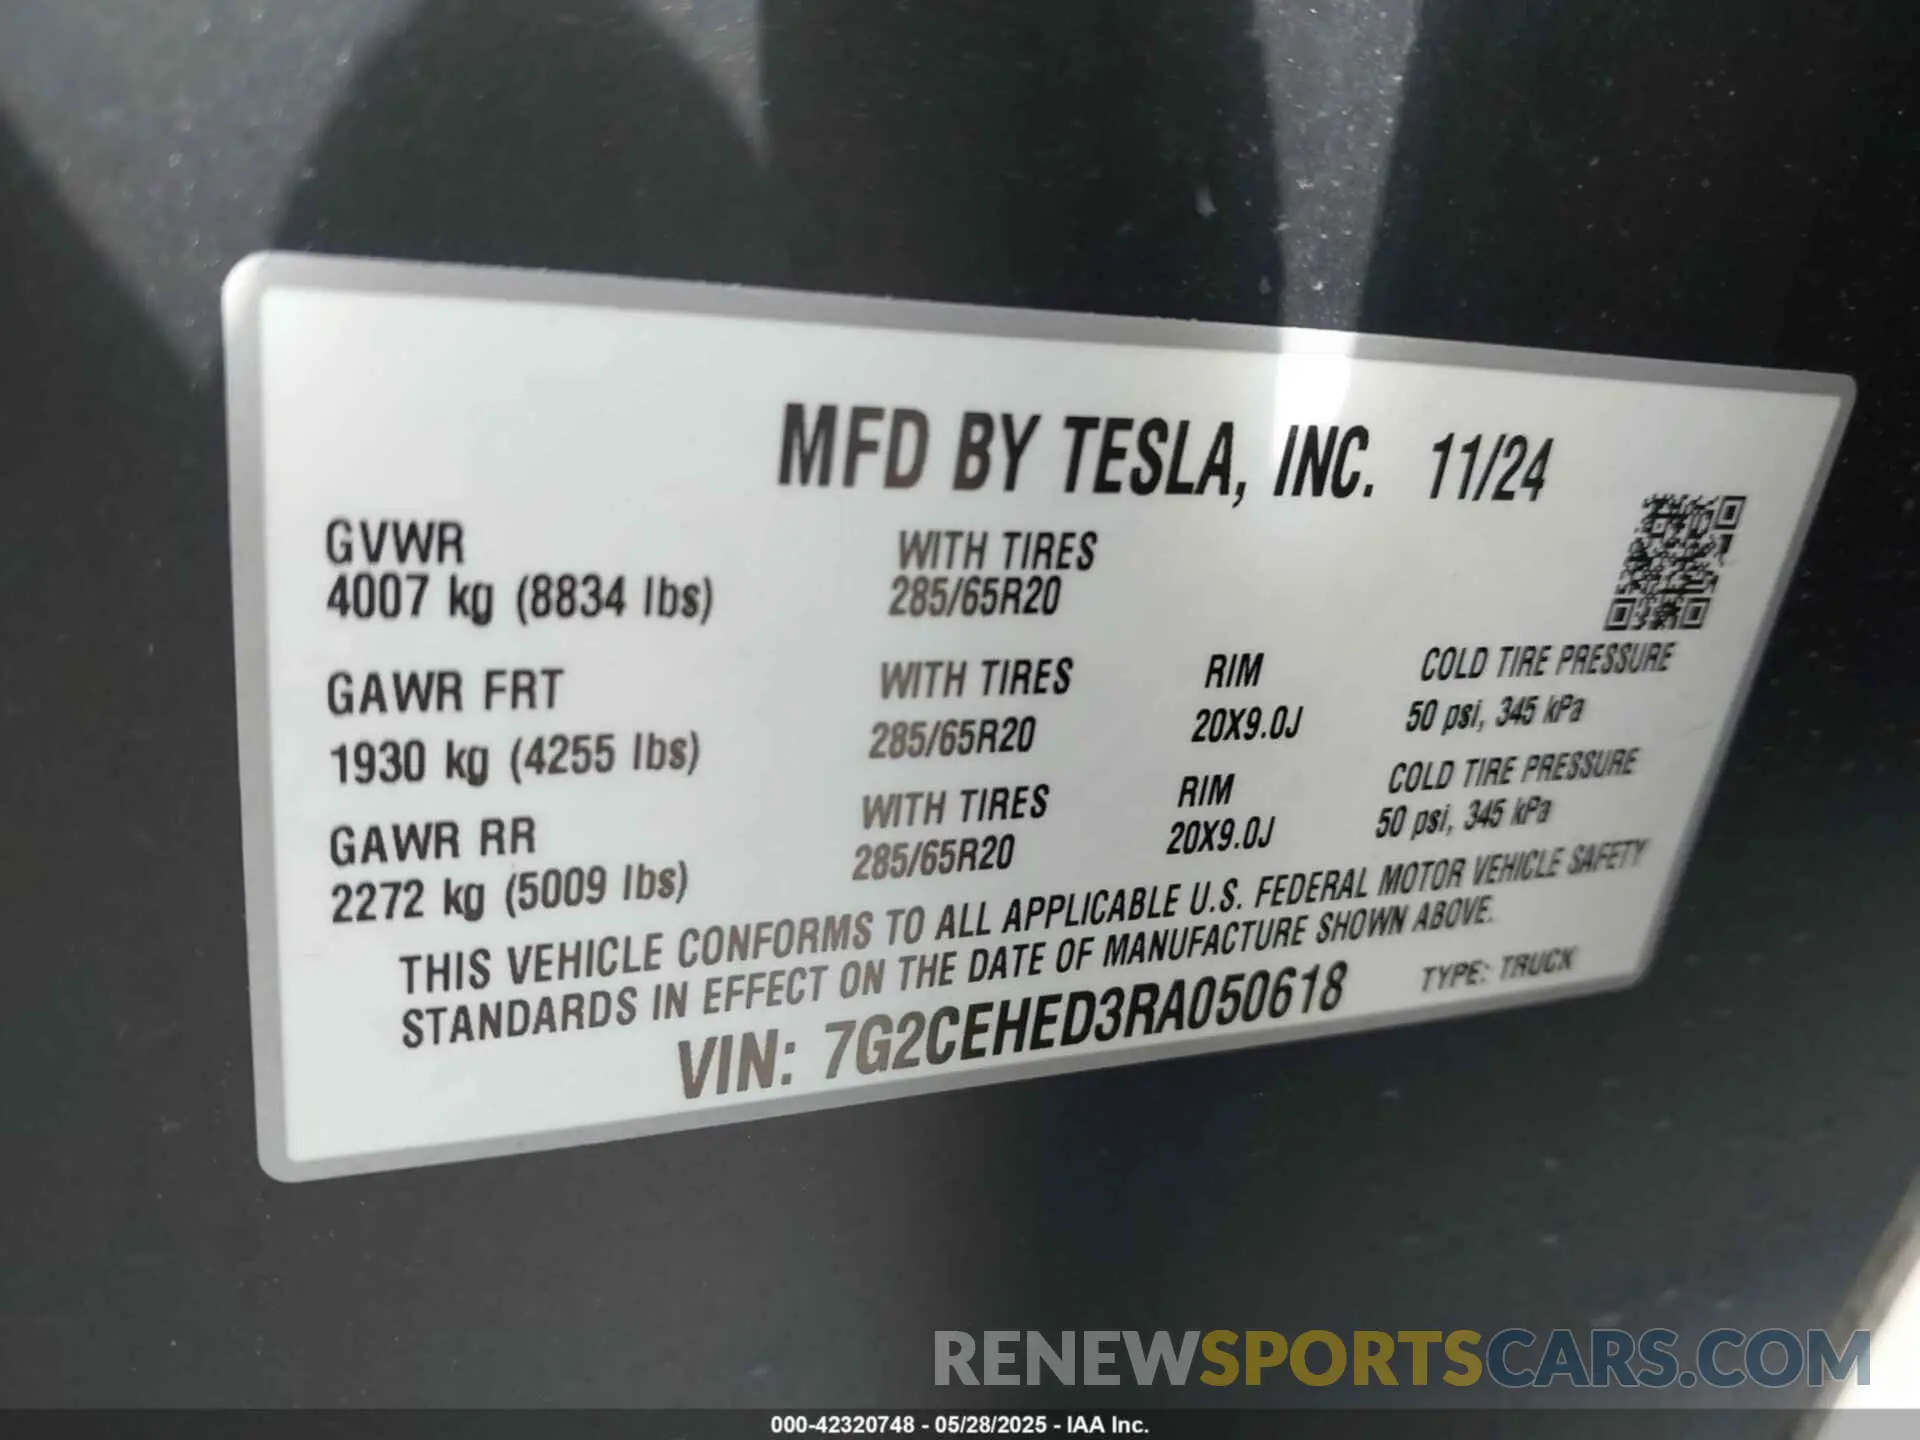 MFD BY TESLA, INC. 11/24
GVWR WITH TIRES
4007 kg (8834 lbs) 285/65R20
GAWR FRT WITH TIRES RIM COLD TIRE PRESSURE
1930 kg (4255 lbs) 285/65R20 20X9.0J 50 psi, 345 kPa
GAWR RR WITH TIRES RIM COLD TIRE PRESSURE
2272 kg (5009 lbs) 285/65R20 20X9.0J 50 psi, 345 kPa
THIS VEHICLE CONFORMS TO ALL APPLICABLE U.S. FEDERAL MOTOR VEHICLE SAFETY
STANDARDS IN EFFECT ON THE DATE OF MANUFACTURE SHOWN ABOVE.
VIN: 7G2CEHED3RA050618 TYPE: TRUCK
RENEWSPORTSCARS.COM
000-42320748 - 05/28/2025 - IAA Inc.